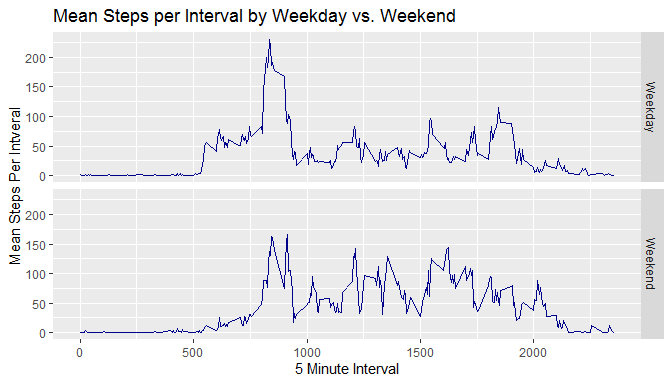 Mean Steps per Interval by Weekday vs. Weekend
Mean Steps Per Intveral
200
150
100
50
0
Weekday
200
150
100
50
0
Weekend
0 500 1000 1500 2000
5 Minute Interval